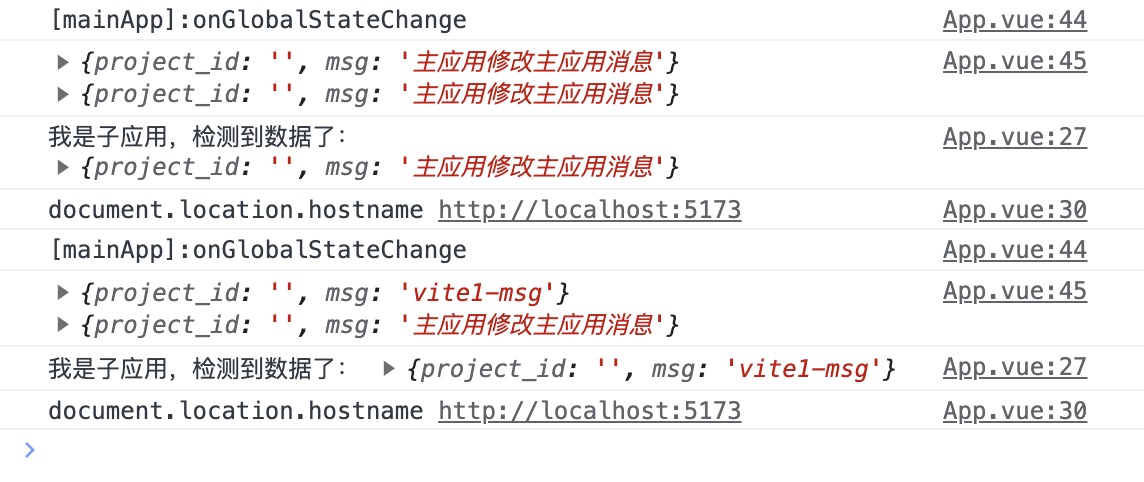 [mainApp]:onGlobalStateChange App.vue:44
▶ {project_id: '', msg: '主应用修改主应用消息'} App.vue:45
▶ {project_id: '', msg: '主应用修改主应用消息'}
我是子应用，检测到数据了： App.vue:27
▶ {project_id: '', msg: '主应用修改主应用消息'}
document.location.hostname http://localhost:5173 App.vue:30
[mainApp]:onGlobalStateChange App.vue:44
▶ {project_id: '', msg: 'vite1-msg'} App.vue:45
▶ {project_id: '', msg: '主应用修改主应用消息'}
我是子应用，检测到数据了： ▶ {project_id: '', msg: 'vite1-msg'} App.vue:27
document.location.hostname http://localhost:5173 App.vue:30